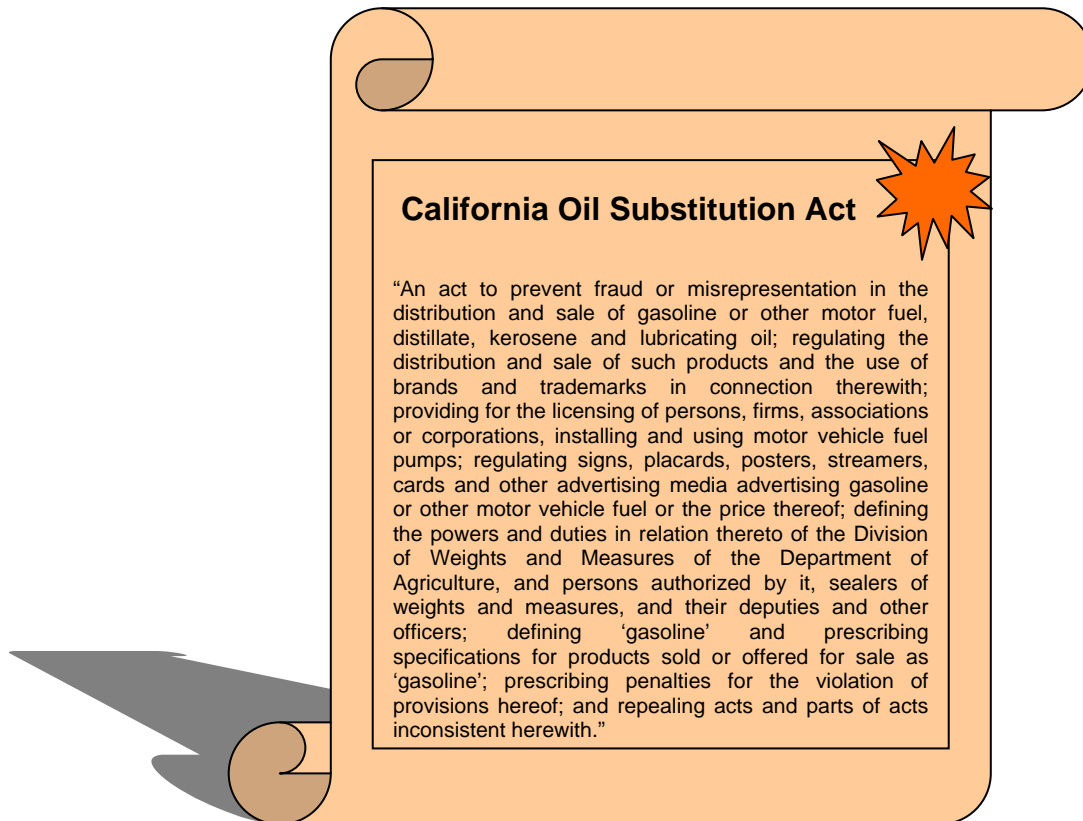 California Oil Substitution Act
“An act to prevent fraud or misrepresentation in the
distribution and sale of gasoline or other motor fuel,
distillate, kerosene and lubricating oil; regulating the
distribution and sale of such products and the use of
brands and trademarks in connection therewith;
providing for the licensing of persons, firms, associations
or corporations, installing and using motor vehicle fuel
pumps; regulating signs, placards, posters, streamers,
cards and other advertising media advertising gasoline
or other motor vehicle fuel or the price thereof; defining
the powers and duties in relation thereto of the Division
of Weights and Measures of the Department of
Agriculture, and persons authorized by it, sealers of
weights and measures, and their deputies and other
officers; defining ‘gasoline’ and prescribing
specifications for products sold or offered for sale as
‘gasoline’; prescribing penalties for the violation of
provisions hereof; and repealing acts and parts of acts
inconsistent herewith.”